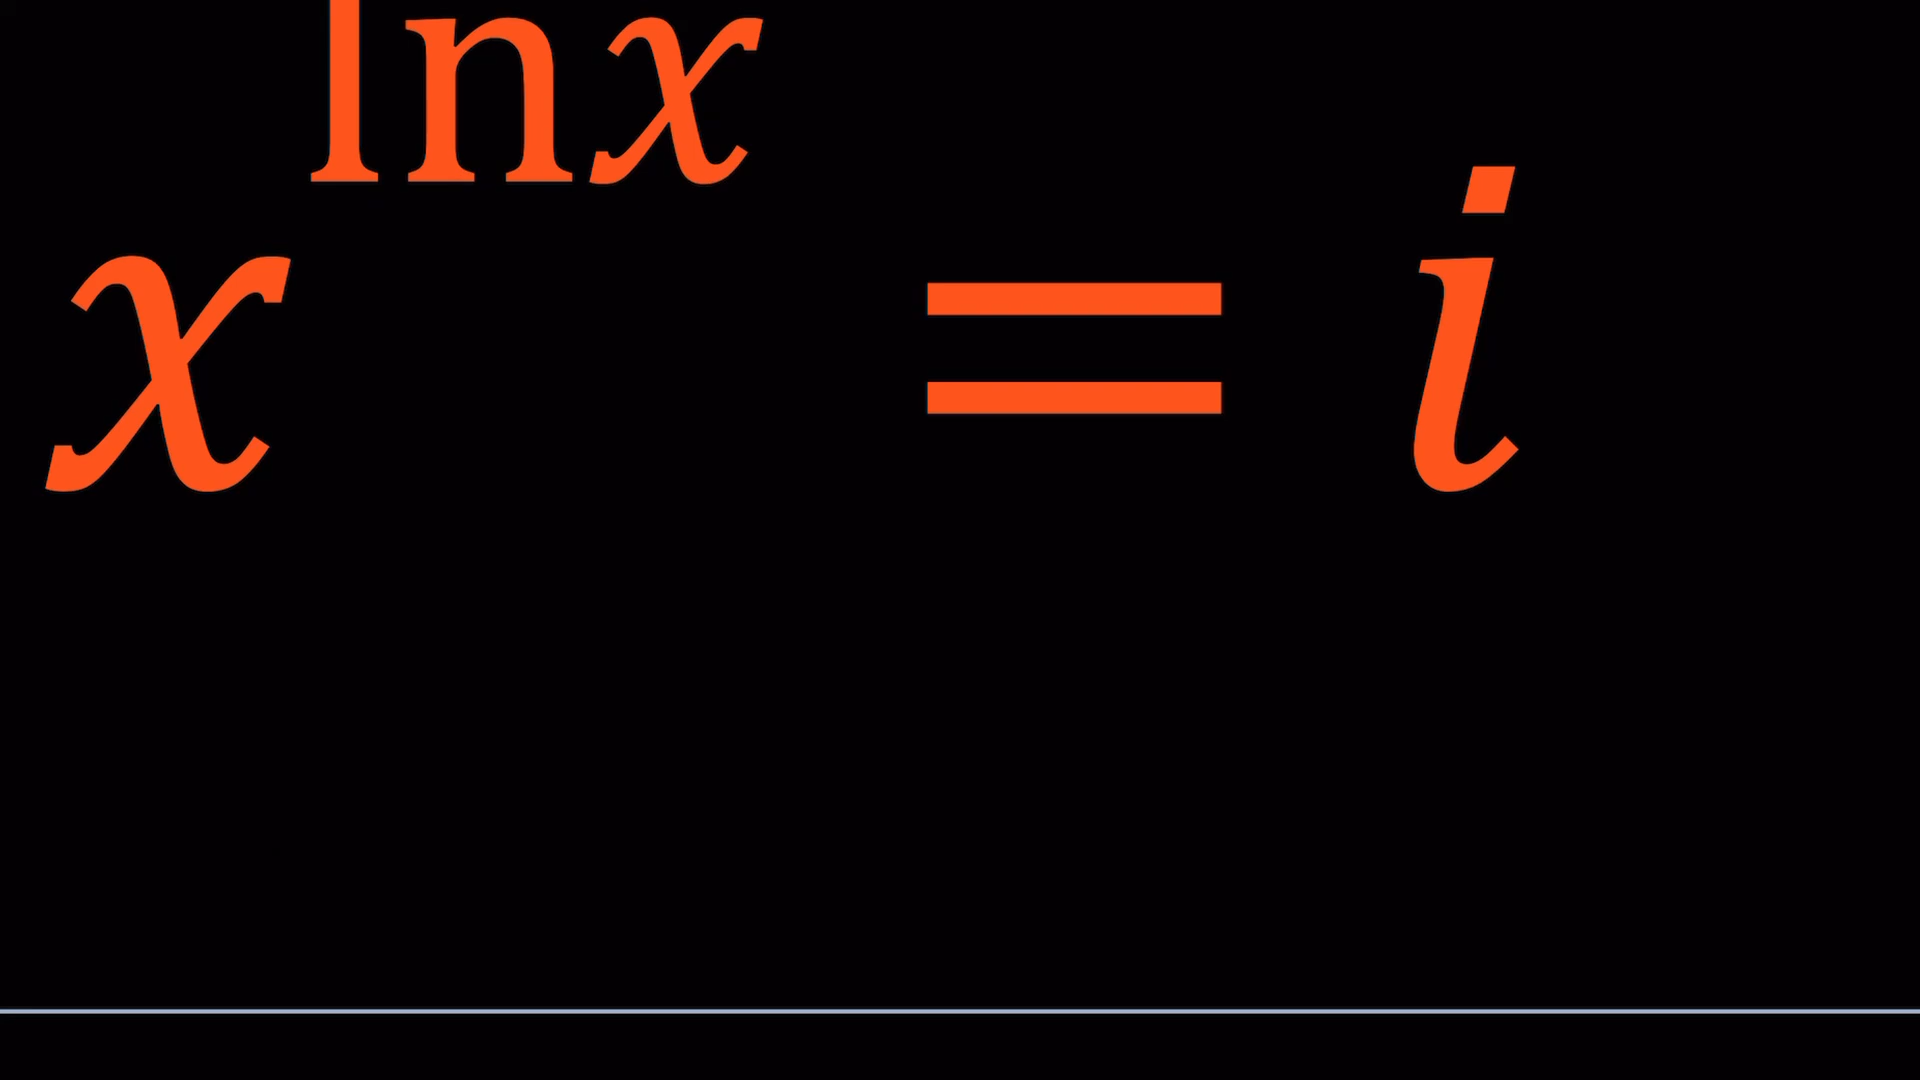 x^{ln x} = i